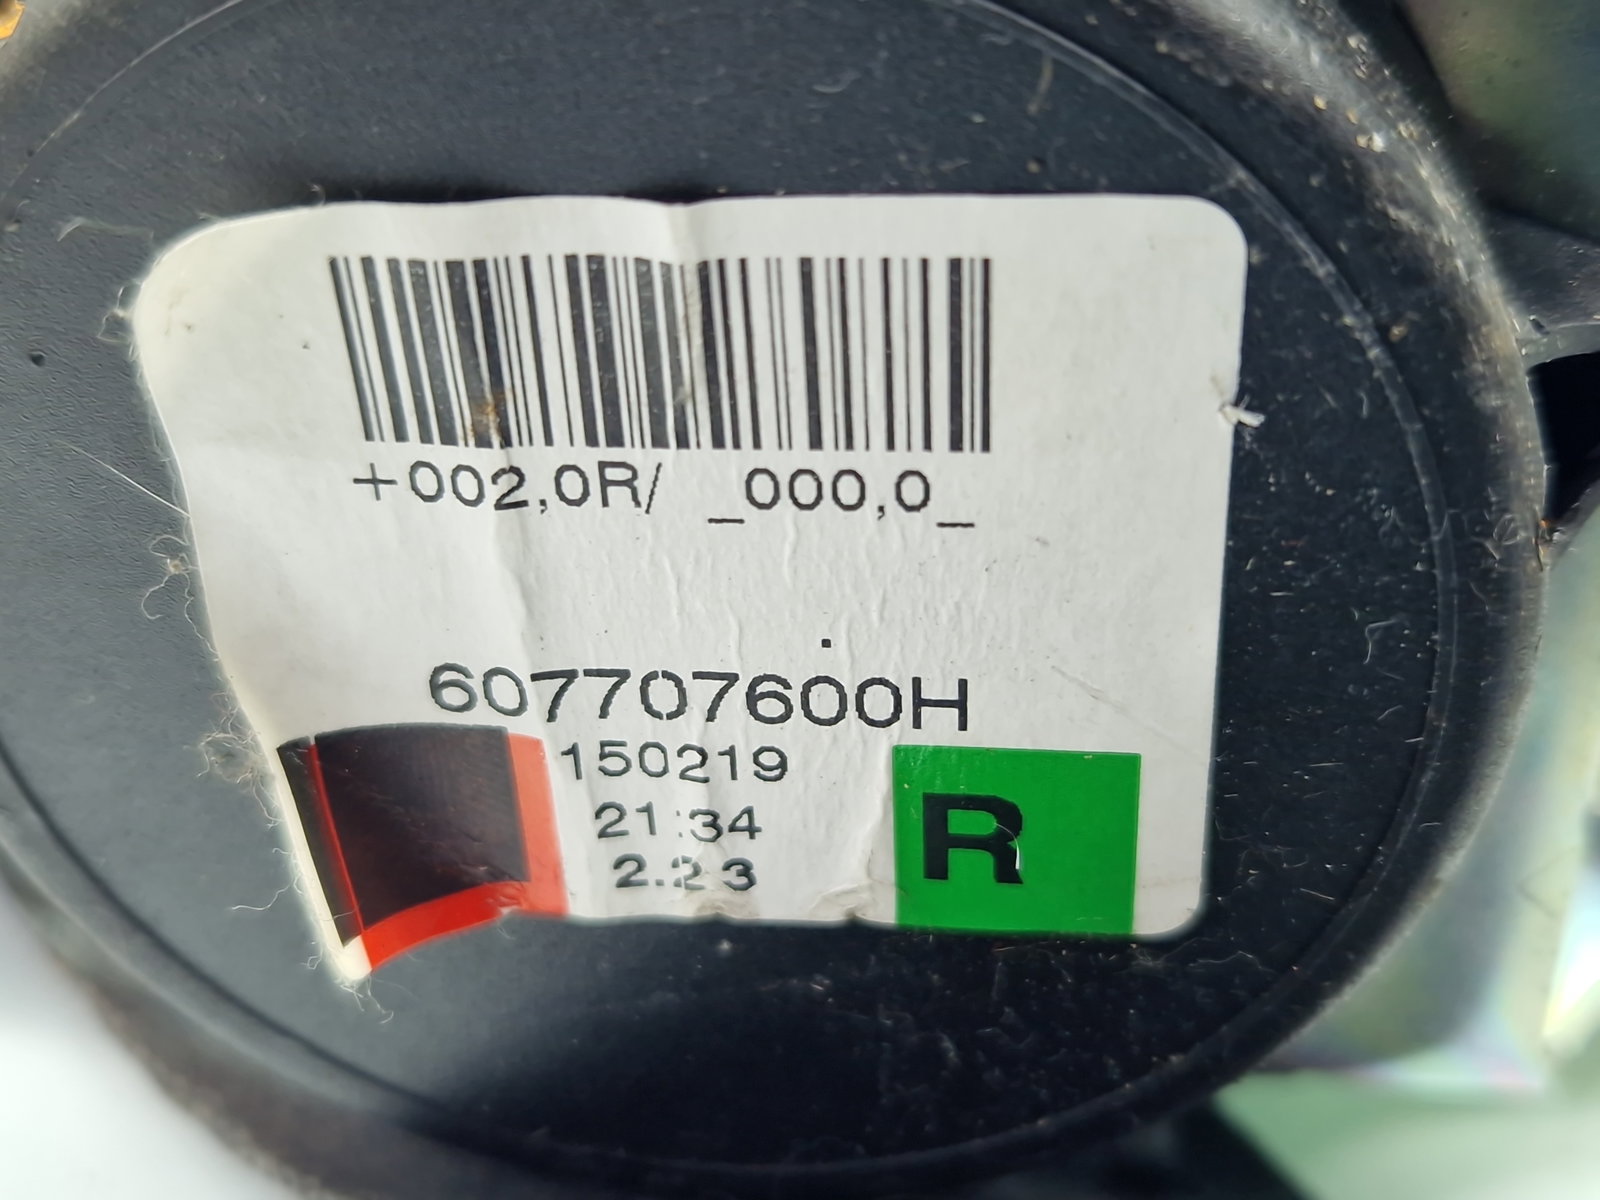 +002,0R/ _000,0_
607707600H
150219
21:34
2.23
R